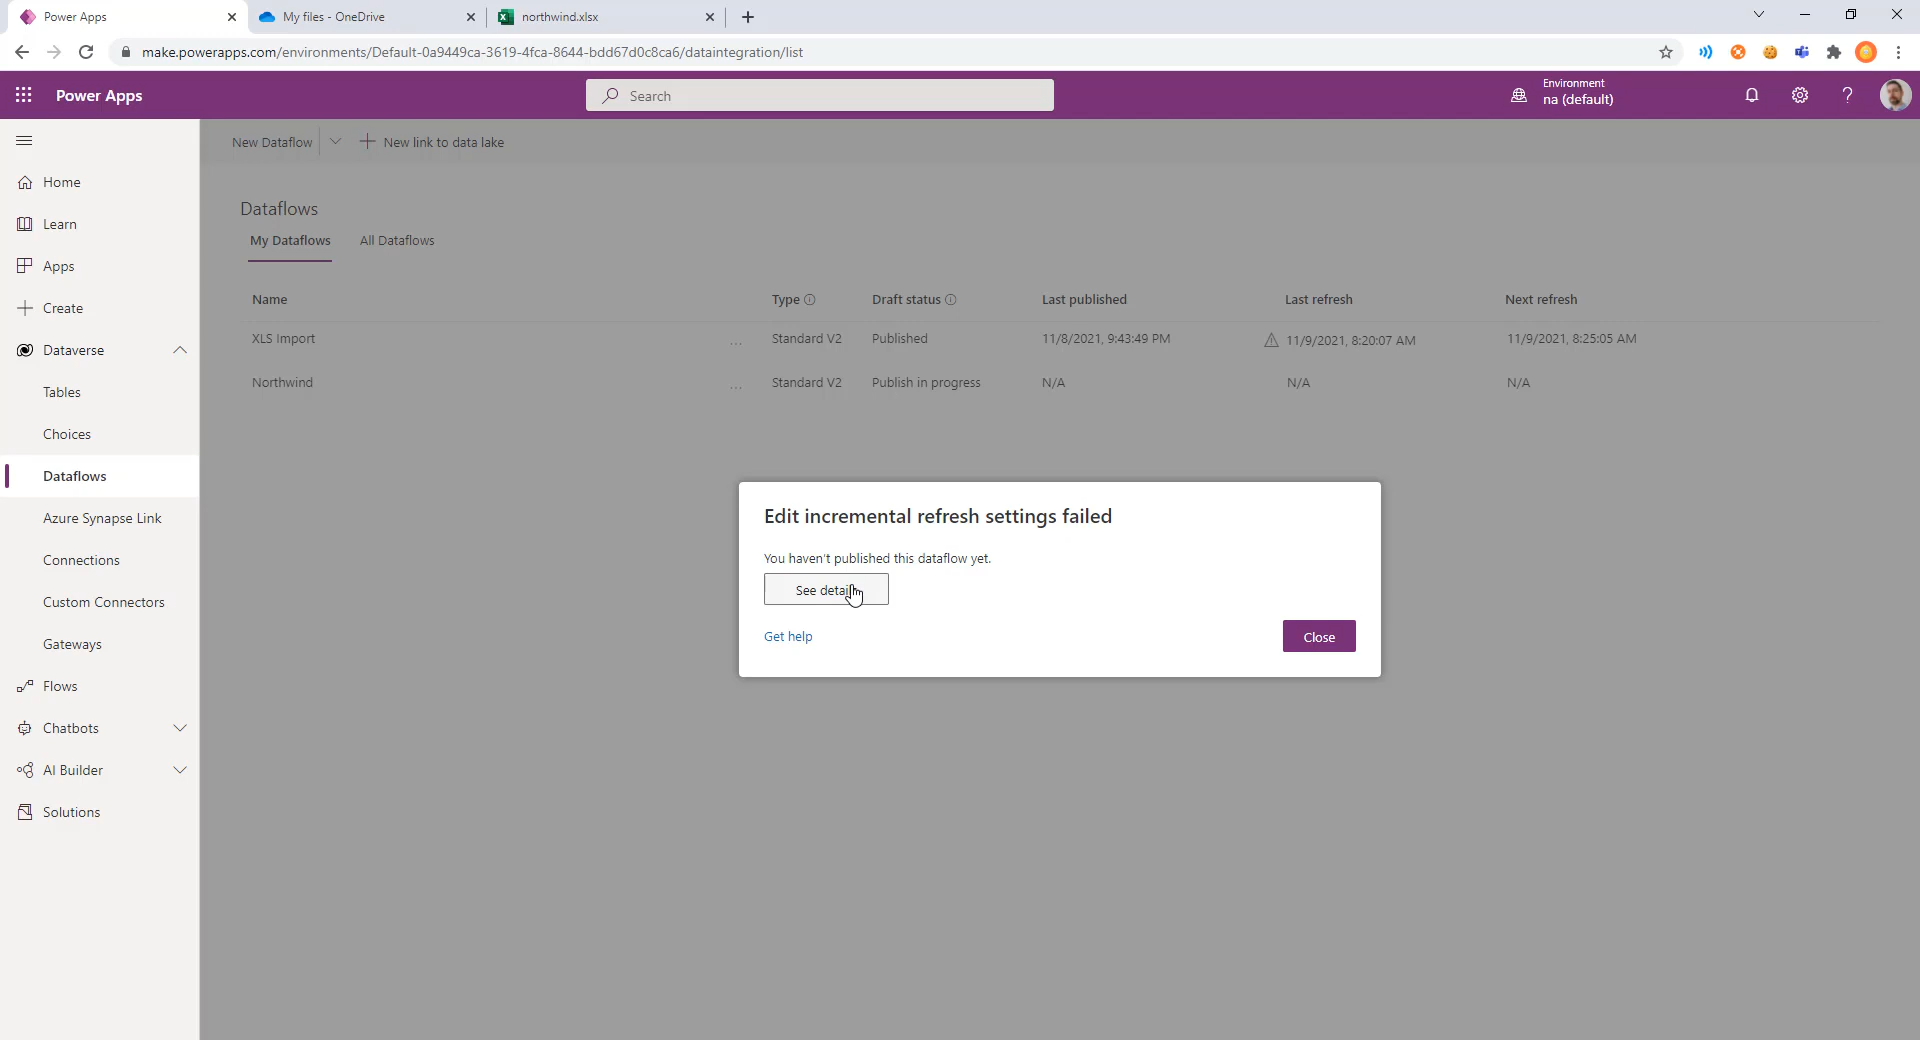 Power Apps
My files - OneDrive
northwind.xlsx
make.powerapps.com/environments/Default-0a9449ca-3619-4fca-8644-bdd67d0c8ca6/dataintegration/list
Power Apps
Search
Environment
na (default)
Home
Learn
Apps
Create
Dataverse
Tables
Choices
Dataflows
Azure Synapse Link
Connections
Custom Connectors
Gateways
Flows
Chatbots
AI Builder
Solutions
New Dataflow
New link to data lake
Dataflows
My Dataflows
All Dataflows
Name
Type
Draft status
Last published
Last refresh
Next refresh
XLS Import
...
Standard V2
Published
11/8/2021, 9:43:49 PM
11/9/2021, 8:20:07 AM
11/9/2021, 8:25:05 AM
Northwind
...
Standard V2
Publish in progress
N/A
N/A
N/A
Edit incremental refresh settings failed
You haven't published this dataflow yet.
See details
Get help
Close